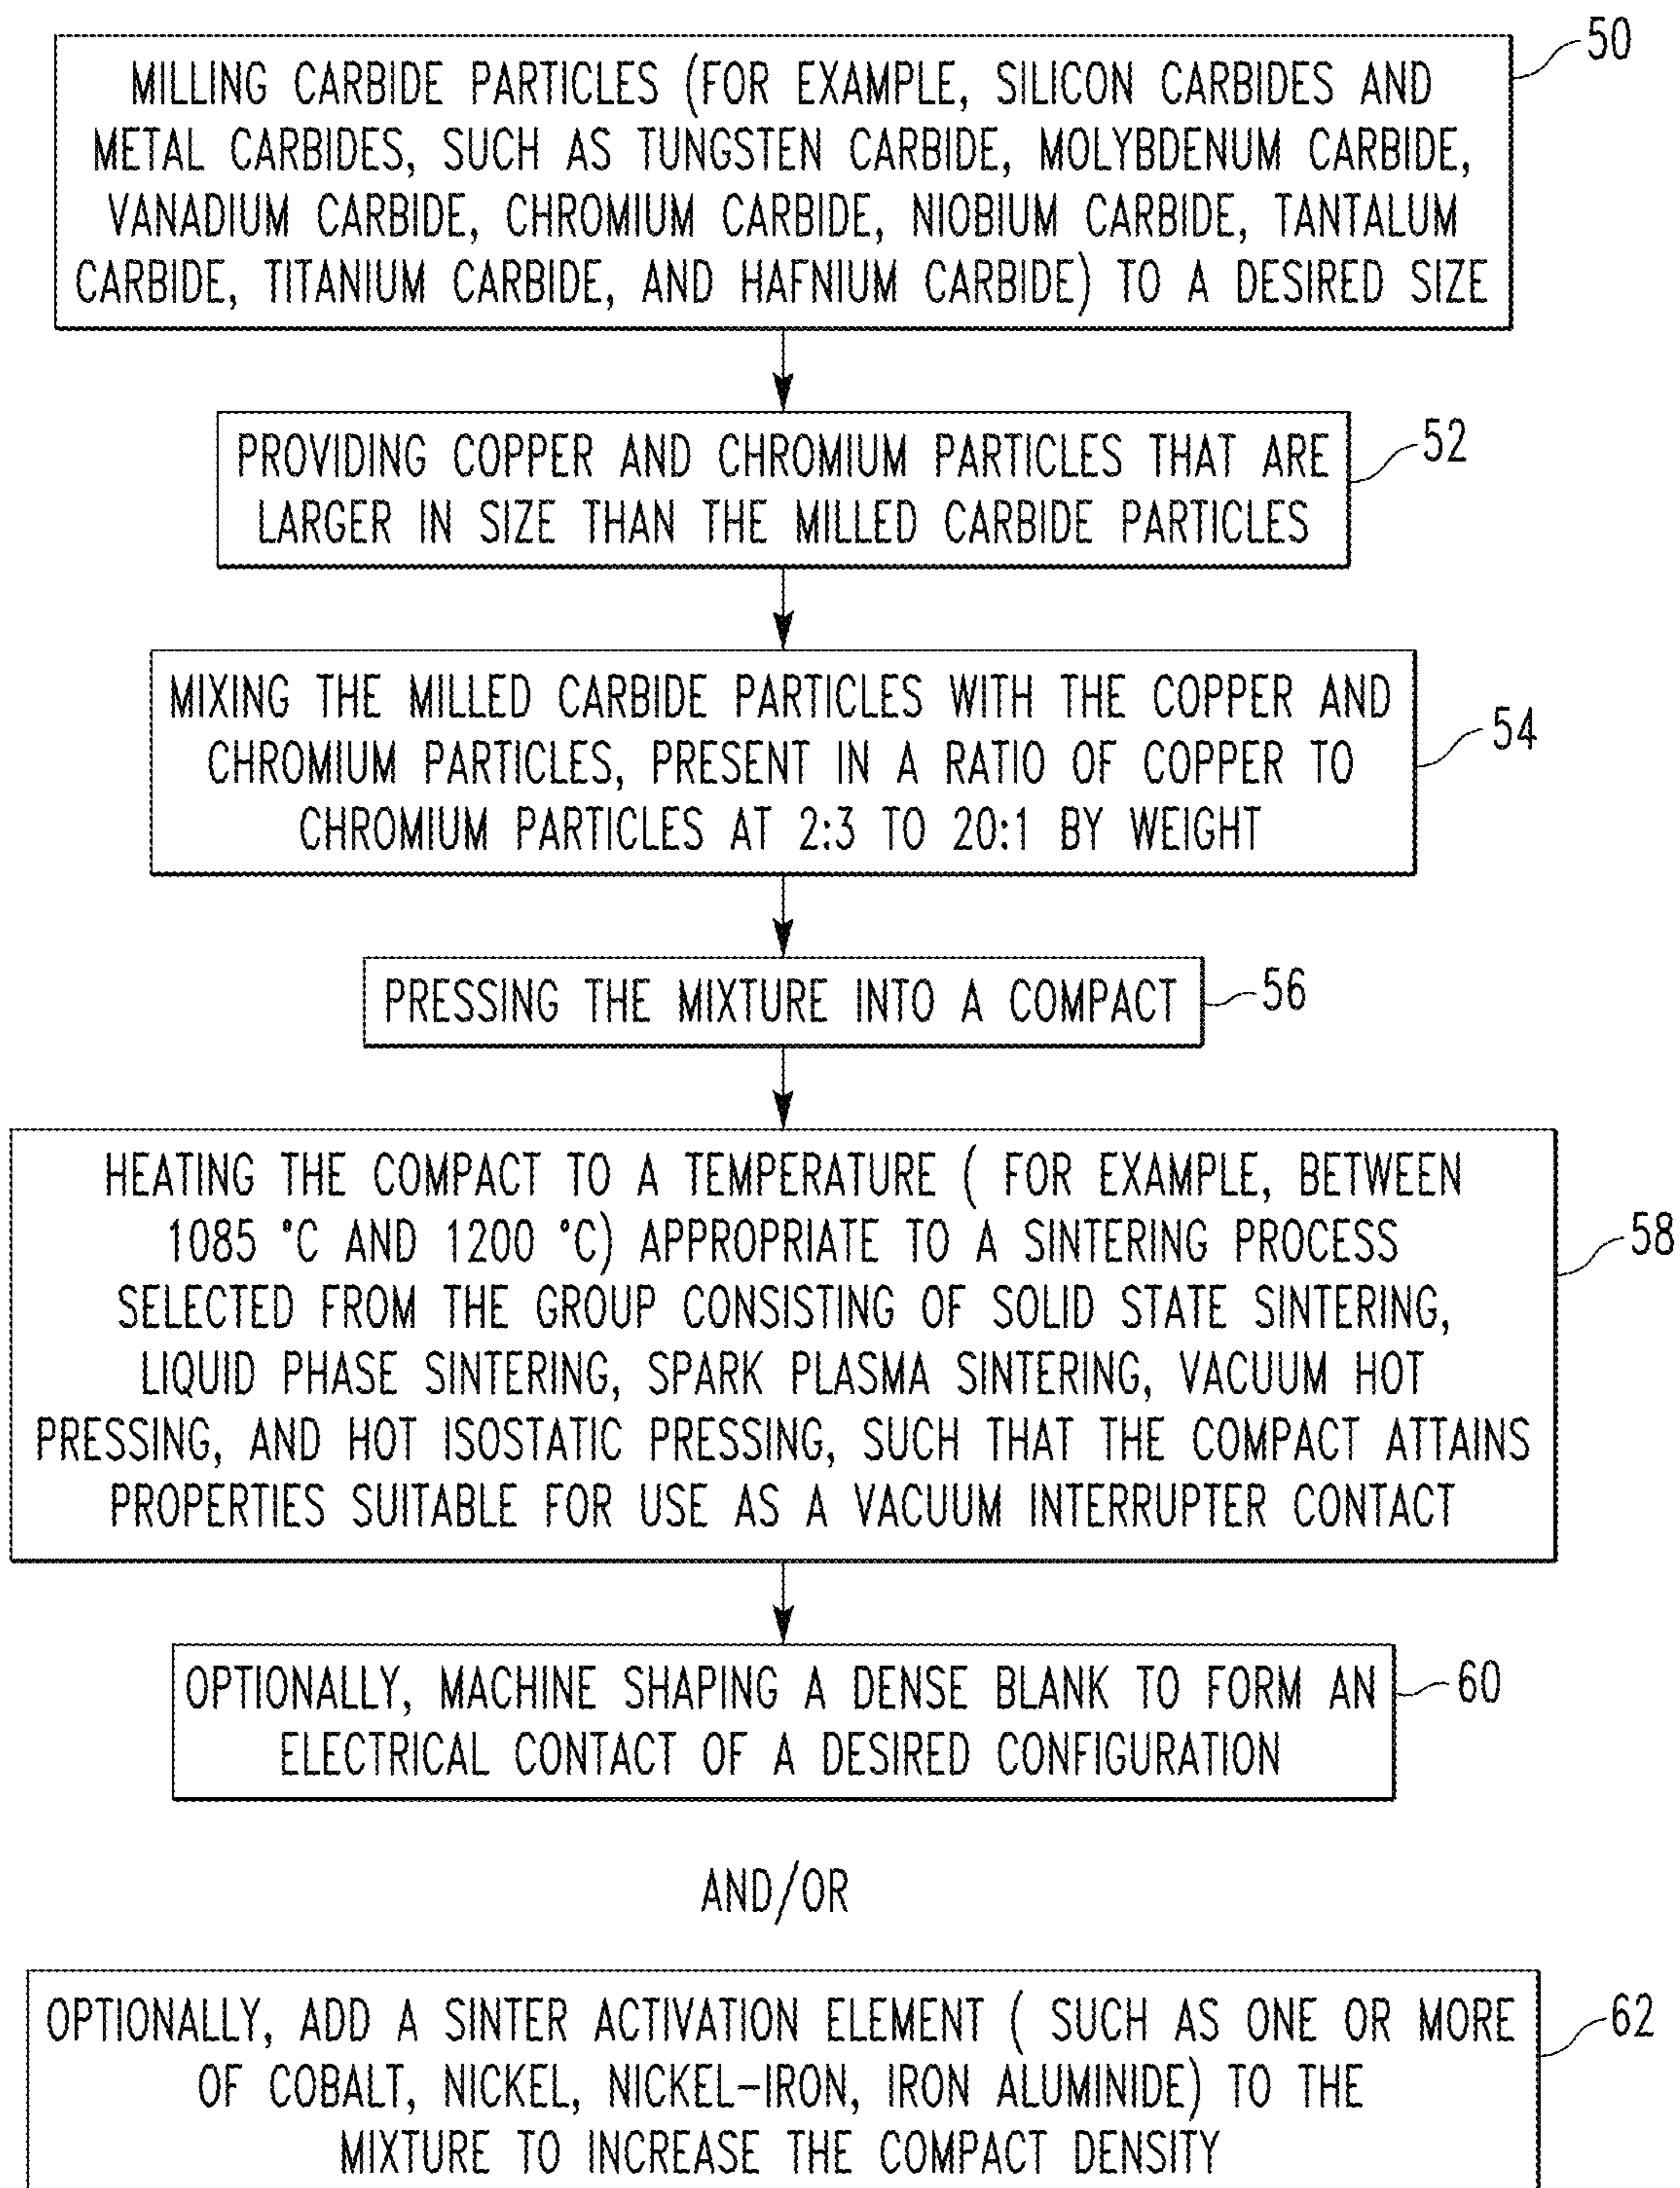 50
MILLING CARBIDE PARTICLES (FOR EXAMPLE, SILICON CARBIDES AND
METAL CARBIDES, SUCH AS TUNGSTEN CARBIDE, MOLYBDENUM CARBIDE,
VANADIUM CARBIDE, CHROMIUM CARBIDE, NIOBIUM CARBIDE, TANTALUM
CARBIDE, TITANIUM CARBIDE, AND HAFNIUM CARBIDE) TO A DESIRED SIZE
52
PROVIDING COPPER AND CHROMIUM PARTICLES THAT ARE
LARGER IN SIZE THAN THE MILLED CARBIDE PARTICLES
54
MIXING THE MILLED CARBIDE PARTICLES WITH THE COPPER AND
CHROMIUM PARTICLES, PRESENT IN A RATIO OF COPPER TO
CHROMIUM PARTICLES AT 2:3 TO 20:1 BY WEIGHT
PRESSING THE MIXTURE INTO A COMPACT
56
HEATING THE COMPACT TO A TEMPERATURE ( FOR EXAMPLE, BETWEEN
1085 °C AND 1200 °C) APPROPRIATE TO A SINTERING PROCESS
58
SELECTED FROM THE GROUP CONSISTING OF SOLID STATE SINTERING,
LIQUID PHASE SINTERING, SPARK PLASMA SINTERING, VACUUM HOT
PRESSING, AND HOT ISOSTATIC PRESSING, SUCH THAT THE COMPACT ATTAINS
PROPERTIES SUITABLE FOR USE AS A VACUUM INTERRUPTER CONTACT
OPTIONALLY, MACHINE SHAPING A DENSE BLANK TO FORM AN
60
ELECTRICAL CONTACT OF A DESIRED CONFIGURATION
AND/OR
OPTIONALLY, ADD A SINTER ACTIVATION ELEMENT ( SUCH AS ONE OR MORE
62
OF COBALT, NICKEL, NICKEL-IRON, IRON ALUMINIDE) TO THE
MIXTURE TO INCREASE THE COMPACT DENSITY